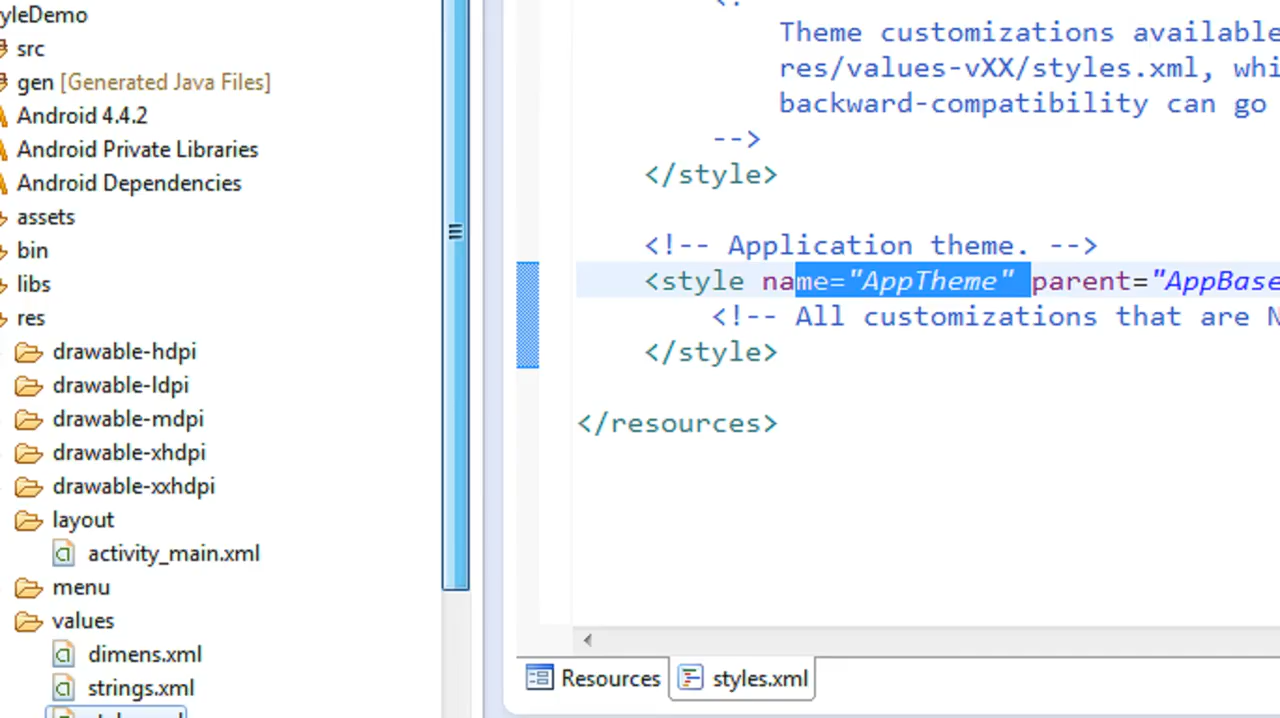 yleDemo
src
gen [Generated Java Files]
Android 4.4.2
Android Private Libraries
Android Dependencies
assets
bin
libs
res
drawable-hdpi
drawable-ldpi
drawable-mdpi
drawable-xhdpi
drawable-xxhdpi
layout
activity_main.xml
menu
values
dimens.xml
strings.xml
Theme customizations available
res/values-vXX/styles.xml, whi
backward-compatibility can go
-->
</style>
<!-- Application theme. -->
<style name="AppTheme" parent="AppBase
<!-- All customizations that are N
</style>
</resources>
Resources
styles.xml